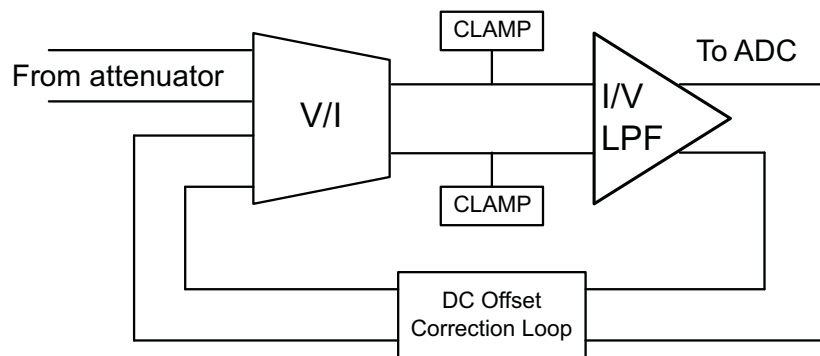 CLAMP
To ADC
From attenuator
V/I
I/V
LPF
CLAMP
DC Offset
Correction Loop